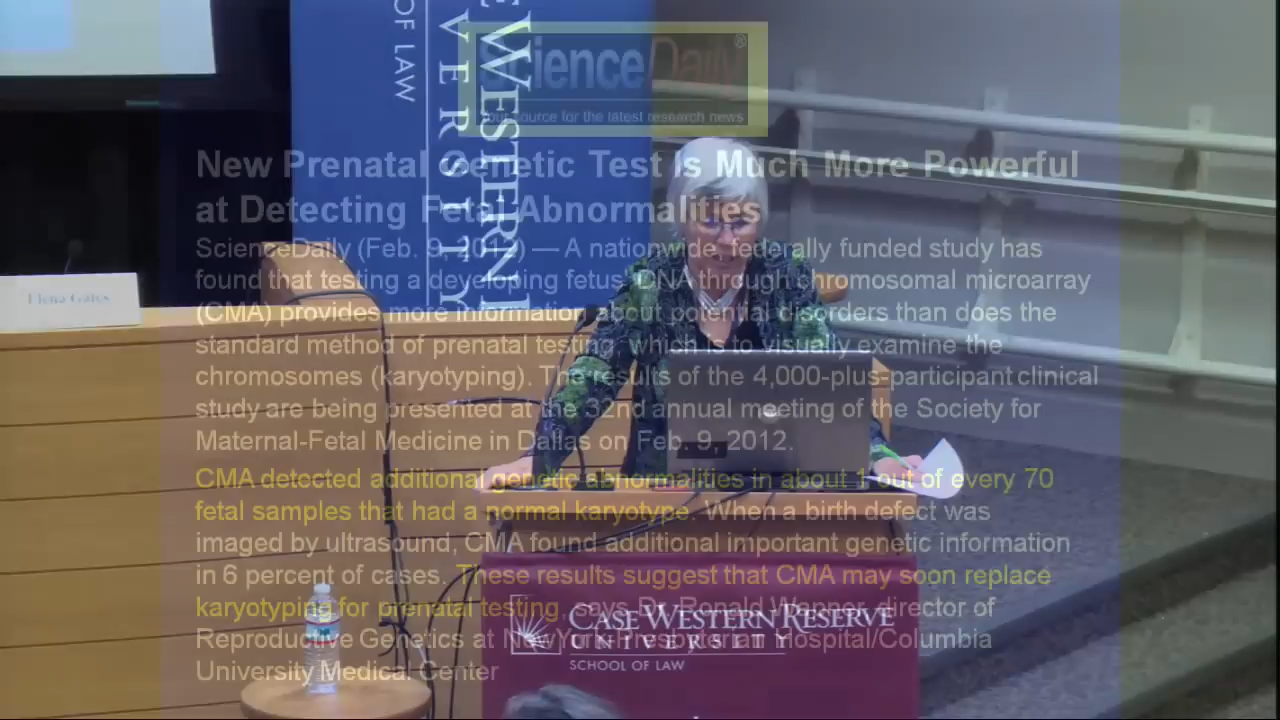 OF LAW
E WESTERN
VERSITY
ScienceDaily®
Your source for the latest research news
New Prenatal Genetic Test is Much More Powerful
at Detecting Fetal Abnormalities
ScienceDaily (Feb. 9, — A nationwide, federally funded study has
found that testing a developing fetus' DNA through chromosomal microarray
(CMA) provides more information about potential disorders than does the
standard method of prenatal testing, which is to visually examine the
chromosomes (karyotyping). The results of the 4,000-plus-participant clinical
study are being presented at the 32nd annual meeting of the Society for
Maternal-Fetal Medicine in Dallas on Feb. 9, 2012.
CMA detected additional genetic abnormalities in about 1 out of every 70
fetal samples that had a normal karyotype. When a birth defect was
imaged by ultrasound, CMA found additional important genetic information
in 6 percent of cases. These results suggest that CMA may soon replace
karyotyping for prenatal testing, says Dr. Ronald Wapner, director of
Reproductive Genetics at NewYork-Presbyterian Hospital/Columbia
University Medical Center
Elena Gates
CASE WESTERN RESERVE
UNIVERSITY
SCHOOL OF LAW